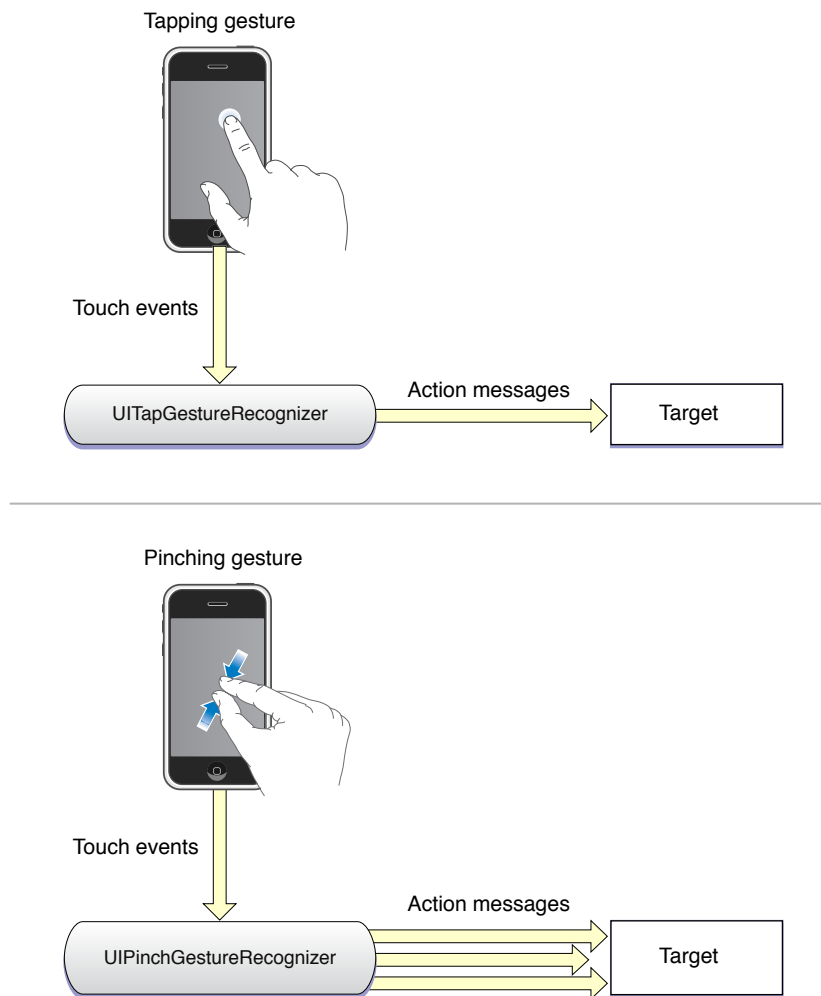 Tapping gesture
Touch events
Action messages
UITapGestureRecognizer
Target
Pinching gesture
Touch events
Action messages
UIPinchGestureRecognizer
Target